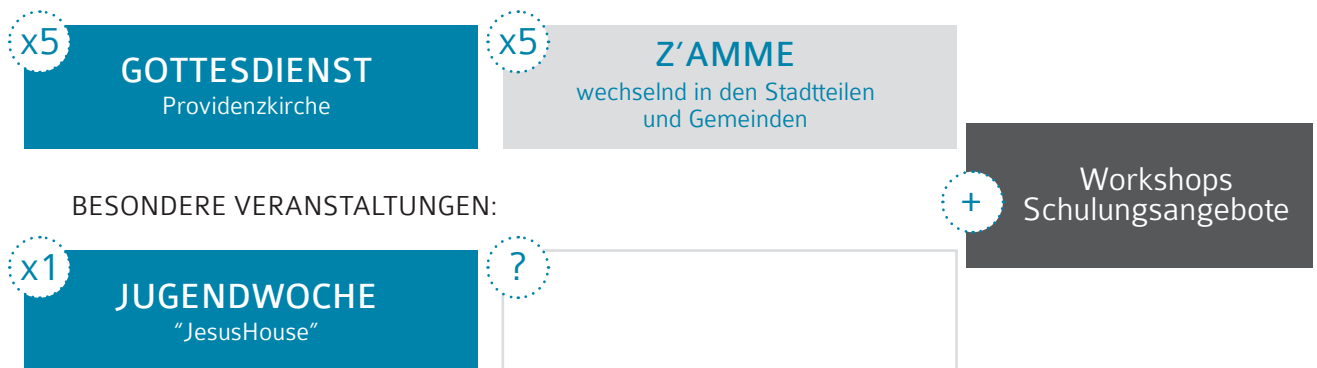 x5
GOTTESDIENST
Providenzkirche
x5
Z'AMME
wechselnd in den Stadtteilen
und Gemeinden
+
Workshops
Schulungsangebote
BESONDERE VERANSTALTUNGEN:
x1
JUGENDWOCHE
"JesusHouse"
?